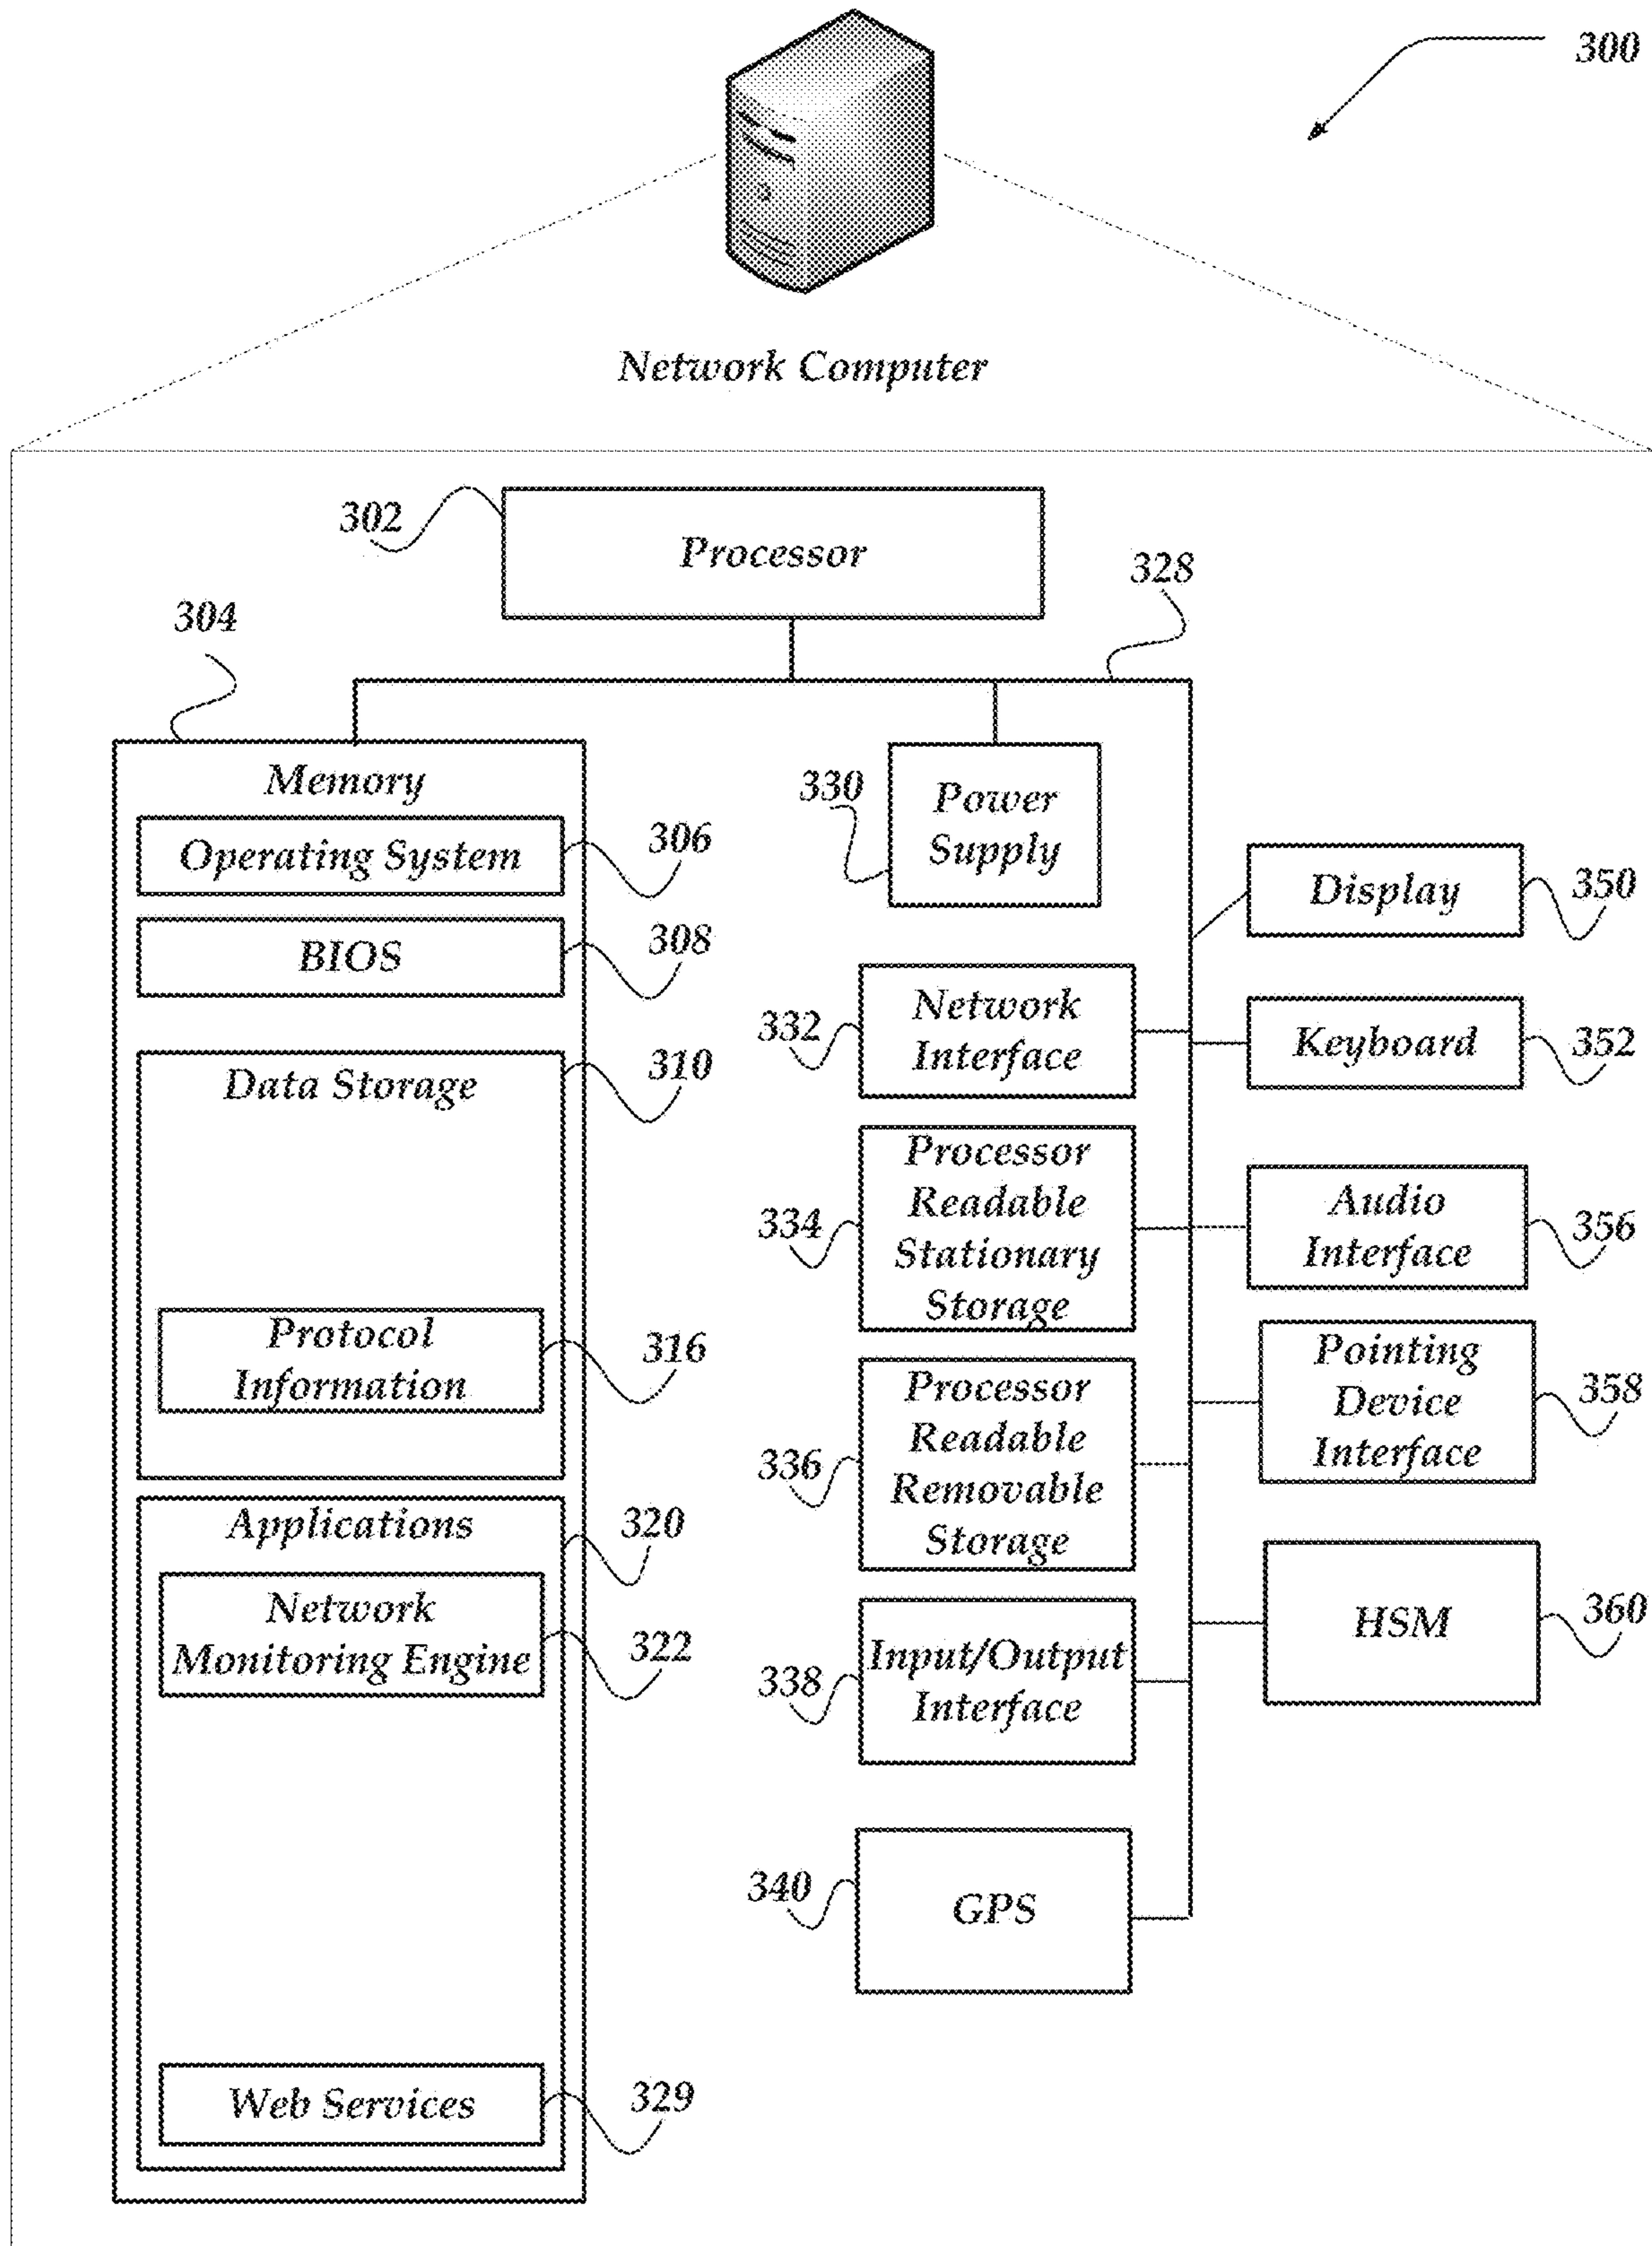 300
Network Computer
302
Processor
328
304
Memory
Operating System
306
BIOS
308
Data Storage
310
Protocol
Information
316
Applications
320
Network
Monitoring Engine
322
Web Services
329
330
Power
Supply
332
Network
Interface
334
Processor
Readable
Stationary
Storage
336
Processor
Readable
Removable
Storage
338
Input/Output
Interface
340
GPS
Display
350
Keyboard
352
Audio
Interface
356
Pointing
Device
Interface
358
HSM
360